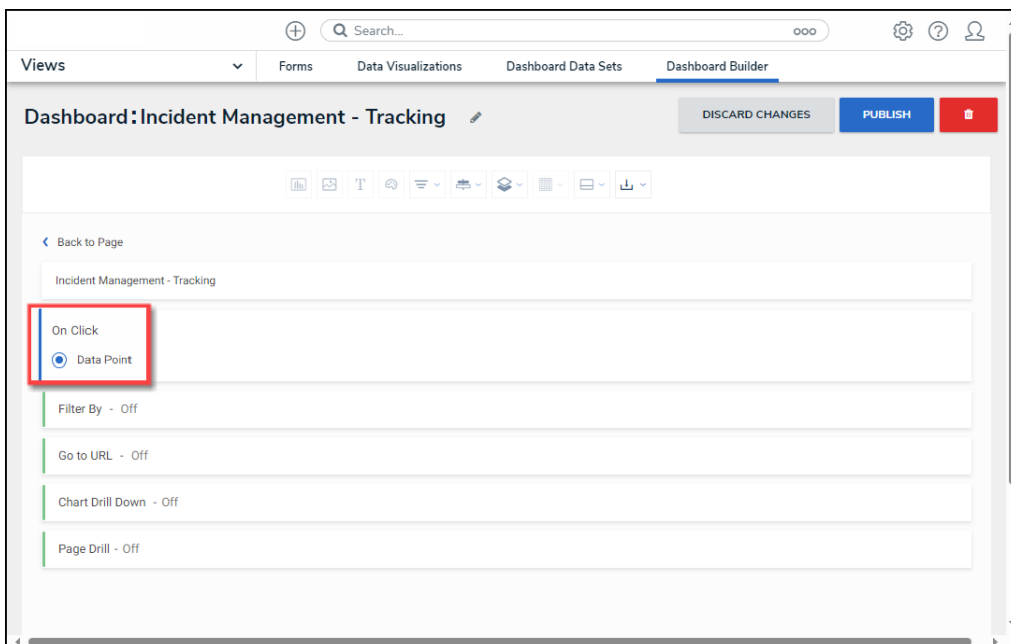 Search...
ooo
Views
Forms
Data Visualizations
Dashboard Data Sets
Dashboard Builder
Dashboard: Incident Management - Tracking
DISCARD CHANGES
PUBLISH
T
Back to Page
Incident Management - Tracking
On Click
Data Point
Filter By - Off
Go to URL - Off
Chart Drill Down - Off
Page Drill - Off